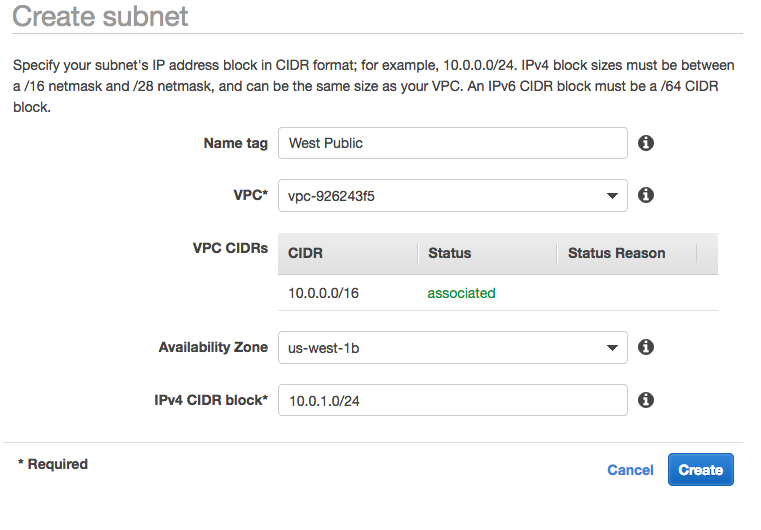 Create subnet
Specify your subnet's IP address block in CIDR format; for example, 10.0.0.0/24. IPv4 block sizes must be between
a /16 netmask and /28 netmask, and can be the same size as your VPC. An IPv6 CIDR block must be a /64 CIDR
block.
Name tag West Public
VPC* vpc-926243f5
VPC CIDRs CIDR Status Status Reason
10.0.0.0/16 associated
Availability Zone us-west-1b
IPv4 CIDR block* 10.0.1.0/24
* Required
Cancel Create